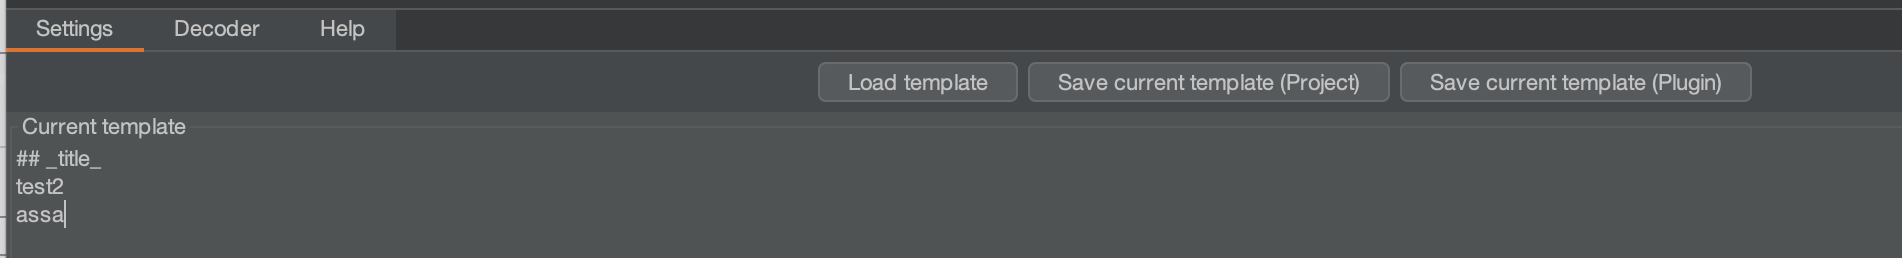 Settings Decoder Help
Load template Save current template (Project) Save current template (Plugin)
Current template
## _title_
test2
assa